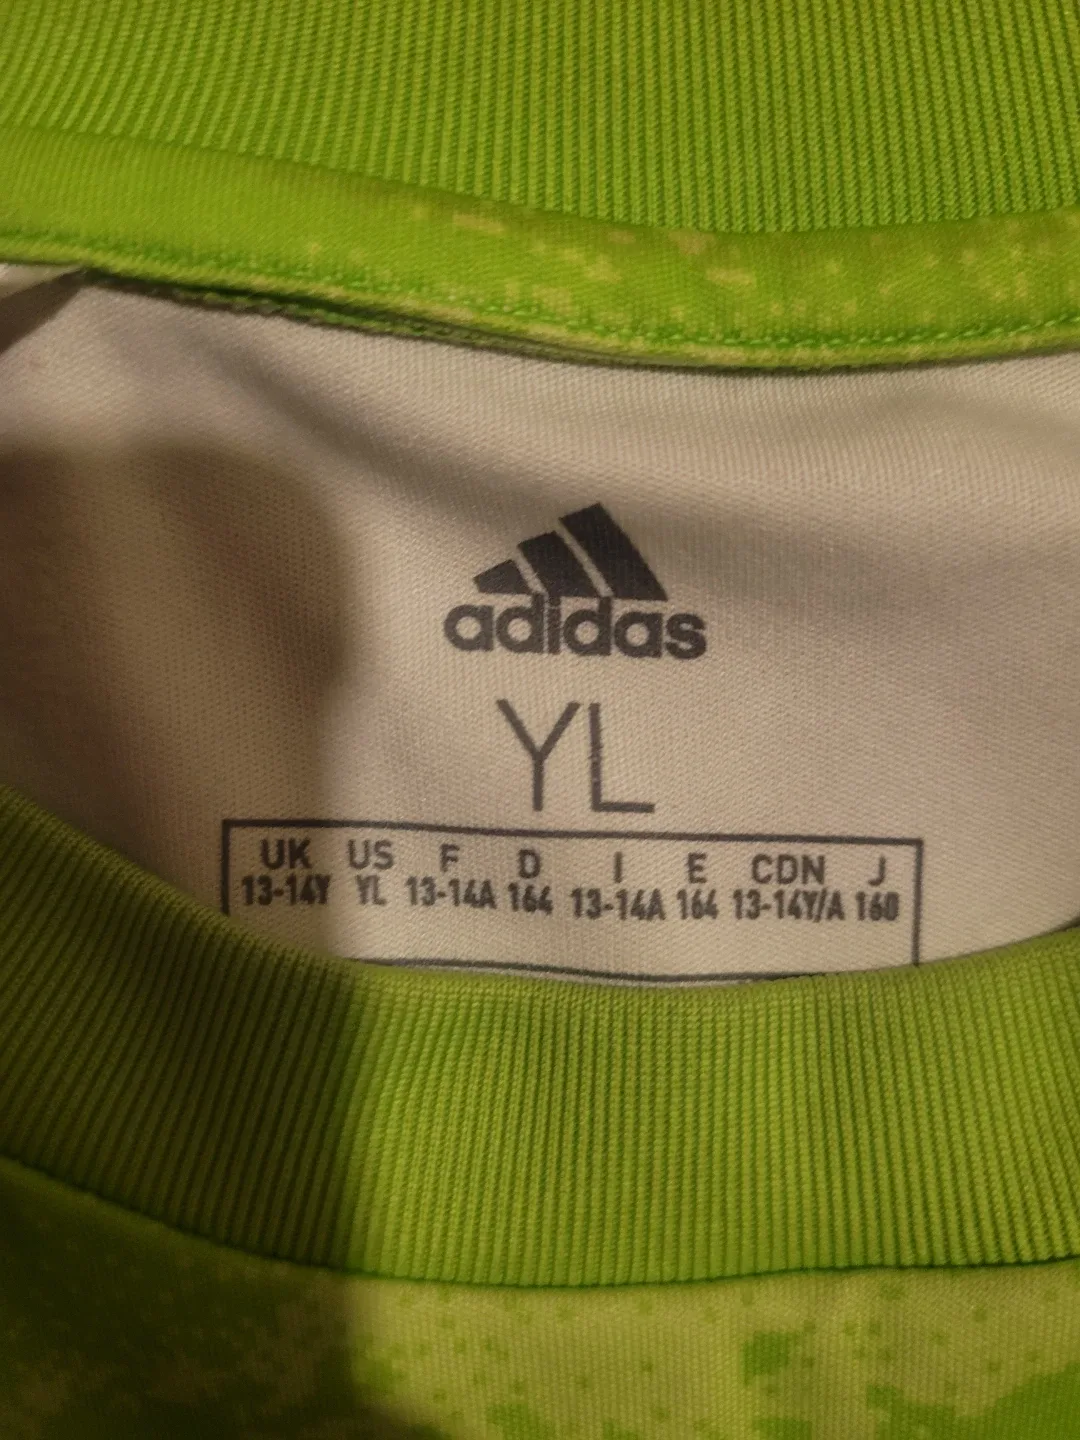 adidas
YL
UK US F D I E CDN J
13-14Y YL 13-14A 164 13-14A 164 13-14Y/A 160